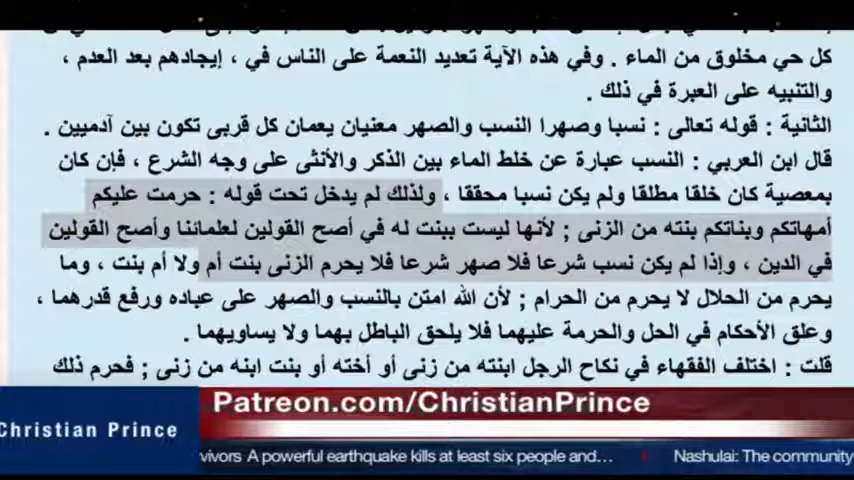 كل حي مخلوق من الماء . وفي هذه الآية تعديد النعمة على الناس في ، إيجادهم بعد العدم ،
والتنبيه على العبرة في ذلك .
الثانية : قوله تعالى : نسبا وصهرا النسب والصهر معنيان يعمان كل قربى تكون بين آدميين .
قال ابن العربي : النسب عبارة عن خلط الماء بين الذكر والأنثى على وجه الشرع ، فإن كان
بمعصية كان خلقا مطلقا ولم يكن نسبا محققا ، ولذلك لم يدخل تحت قوله : حرمت عليكم
أمهاتكم وبناتكم بنته من الزنى ; لأنها ليست ببنت له في أصح القولين لعلمائنا وأصح القولين
في الدين ، وإذا لم يكن نسب شرعا فلا صهر شرعا فلا يحرم الزنى بنت أم ولا أم بنت ، وما
يحرم من الحلال لا يحرم من الحرام ; لأن الله امتن بالنسب والصهر على عباده ورفع قدرهما ،
وعلق الأحكام في الحل والحرمة عليهما فلا يلحق الباطل بهما ولا يساويهما .
قلت : اختلف الفقهاء في نكاح الرجل ابنته من زنى أو أخته أو بنت ابنه من زنى ; فحرم ذلك
Patreon.com/ChristianPrince
Christian Prince
vivors A powerful earthquake kills at least six people and... Nashulai: The community